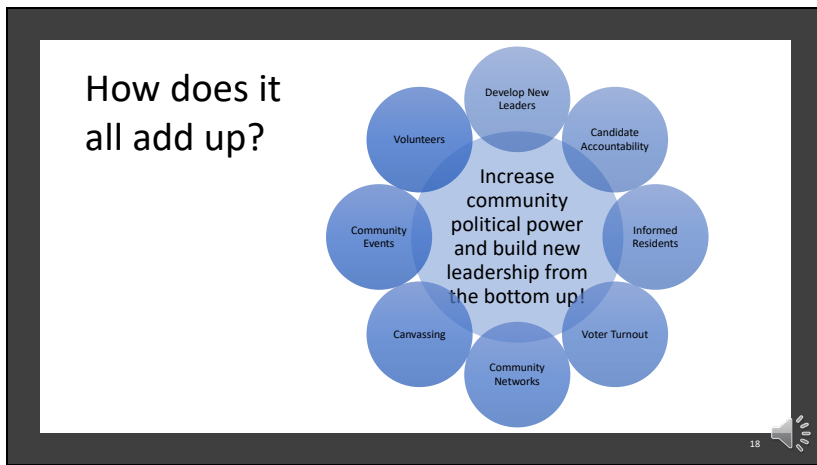 How does it
all add up?
Develop New
Leaders
Candidate
Accountability
Informed
Residents
Voter Turnout
Community
Networks
Canvassing
Community
Events
Volunteers
Increase
community
political power
and build new
leadership from
the bottom up!
18